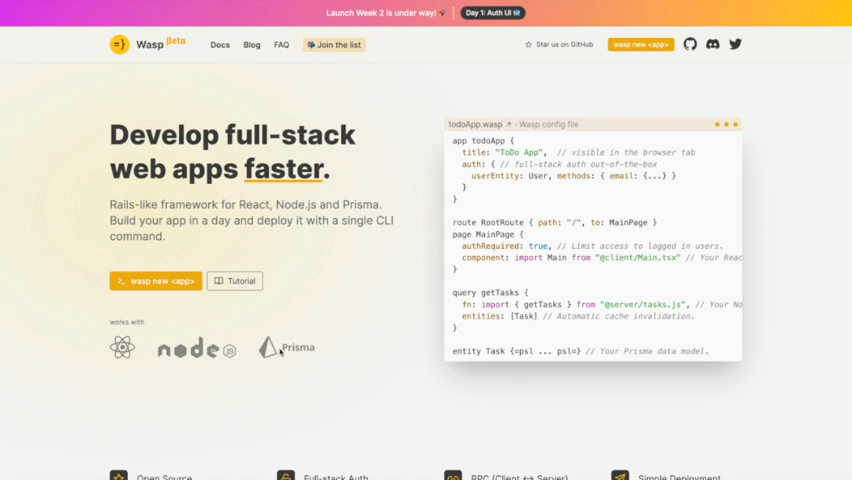 Launch Week 2 is under way! 🚀 Day 1: Auth UI 🐝
=} Wasp βeta Docs Blog FAQ Join the list Star us on GitHub wasp new <app>
Develop full-stack
web apps faster.
Rails-like framework for React, Node.js and Prisma.
Build your app in a day and deploy it with a single CLI
command.
wasp new <app> Tutorial
works with
node JS Prisma
todoApp.wasp ↗ · Wasp config file
app todoApp {
title: "ToDo App", // visible in the browser tab
auth: { // full-stack auth out-of-the-box
userEntity: User, methods: { email: {...} }
}
}
route RootRoute { path: "/", to: MainPage }
page MainPage {
authRequired: true, // Limit access to logged in users.
component: import Main from "@client/Main.tsx" // Your Reac
}
query getTasks {
fn: import { getTasks } from "@server/tasks.js", // Your No
entities: [Task] // Automatic cache invalidation.
}
entity Task {=psl ... psl=} // Your Prisma data model.
Open Source Full-stack Auth RPC (Client <-> Server) Simple Deployment